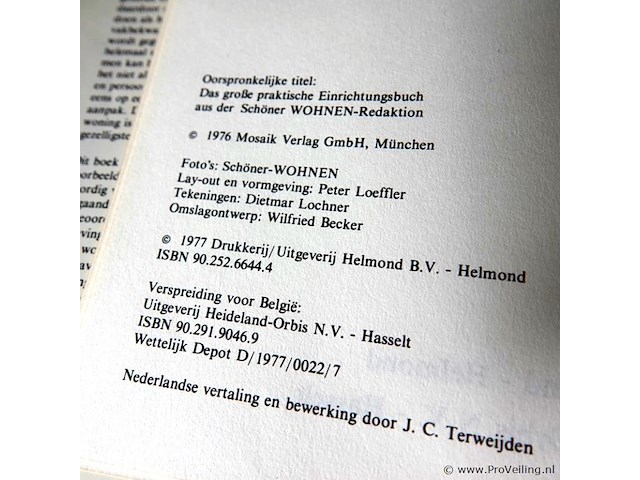 Oorspronkelijke titel:
Das große praktische Einrichtungsbuch
aus der Schöner WOHNEN-Redaktion
© 1976 Mosaik Verlag GmbH, München
Foto's: Schöner-WOHNEN
Lay-out en vormgeving: Peter Loeffler
Tekeningen: Dietmar Lochner
Omslagontwerp: Wilfried Becker
© 1977 Drukkerij/Uitgeverij Helmond B.V. - Helmond
ISBN 90.252.6644.4
Verspreiding voor België:
Uitgeverij Heideland-Orbis N.V. - Hasselt
ISBN 90.291.9046.9
Wettelijk Depot D/1977/0022/7
Nederlandse vertaling en bewerking door J. C. Terweijden
© www.ProVeiling.nl